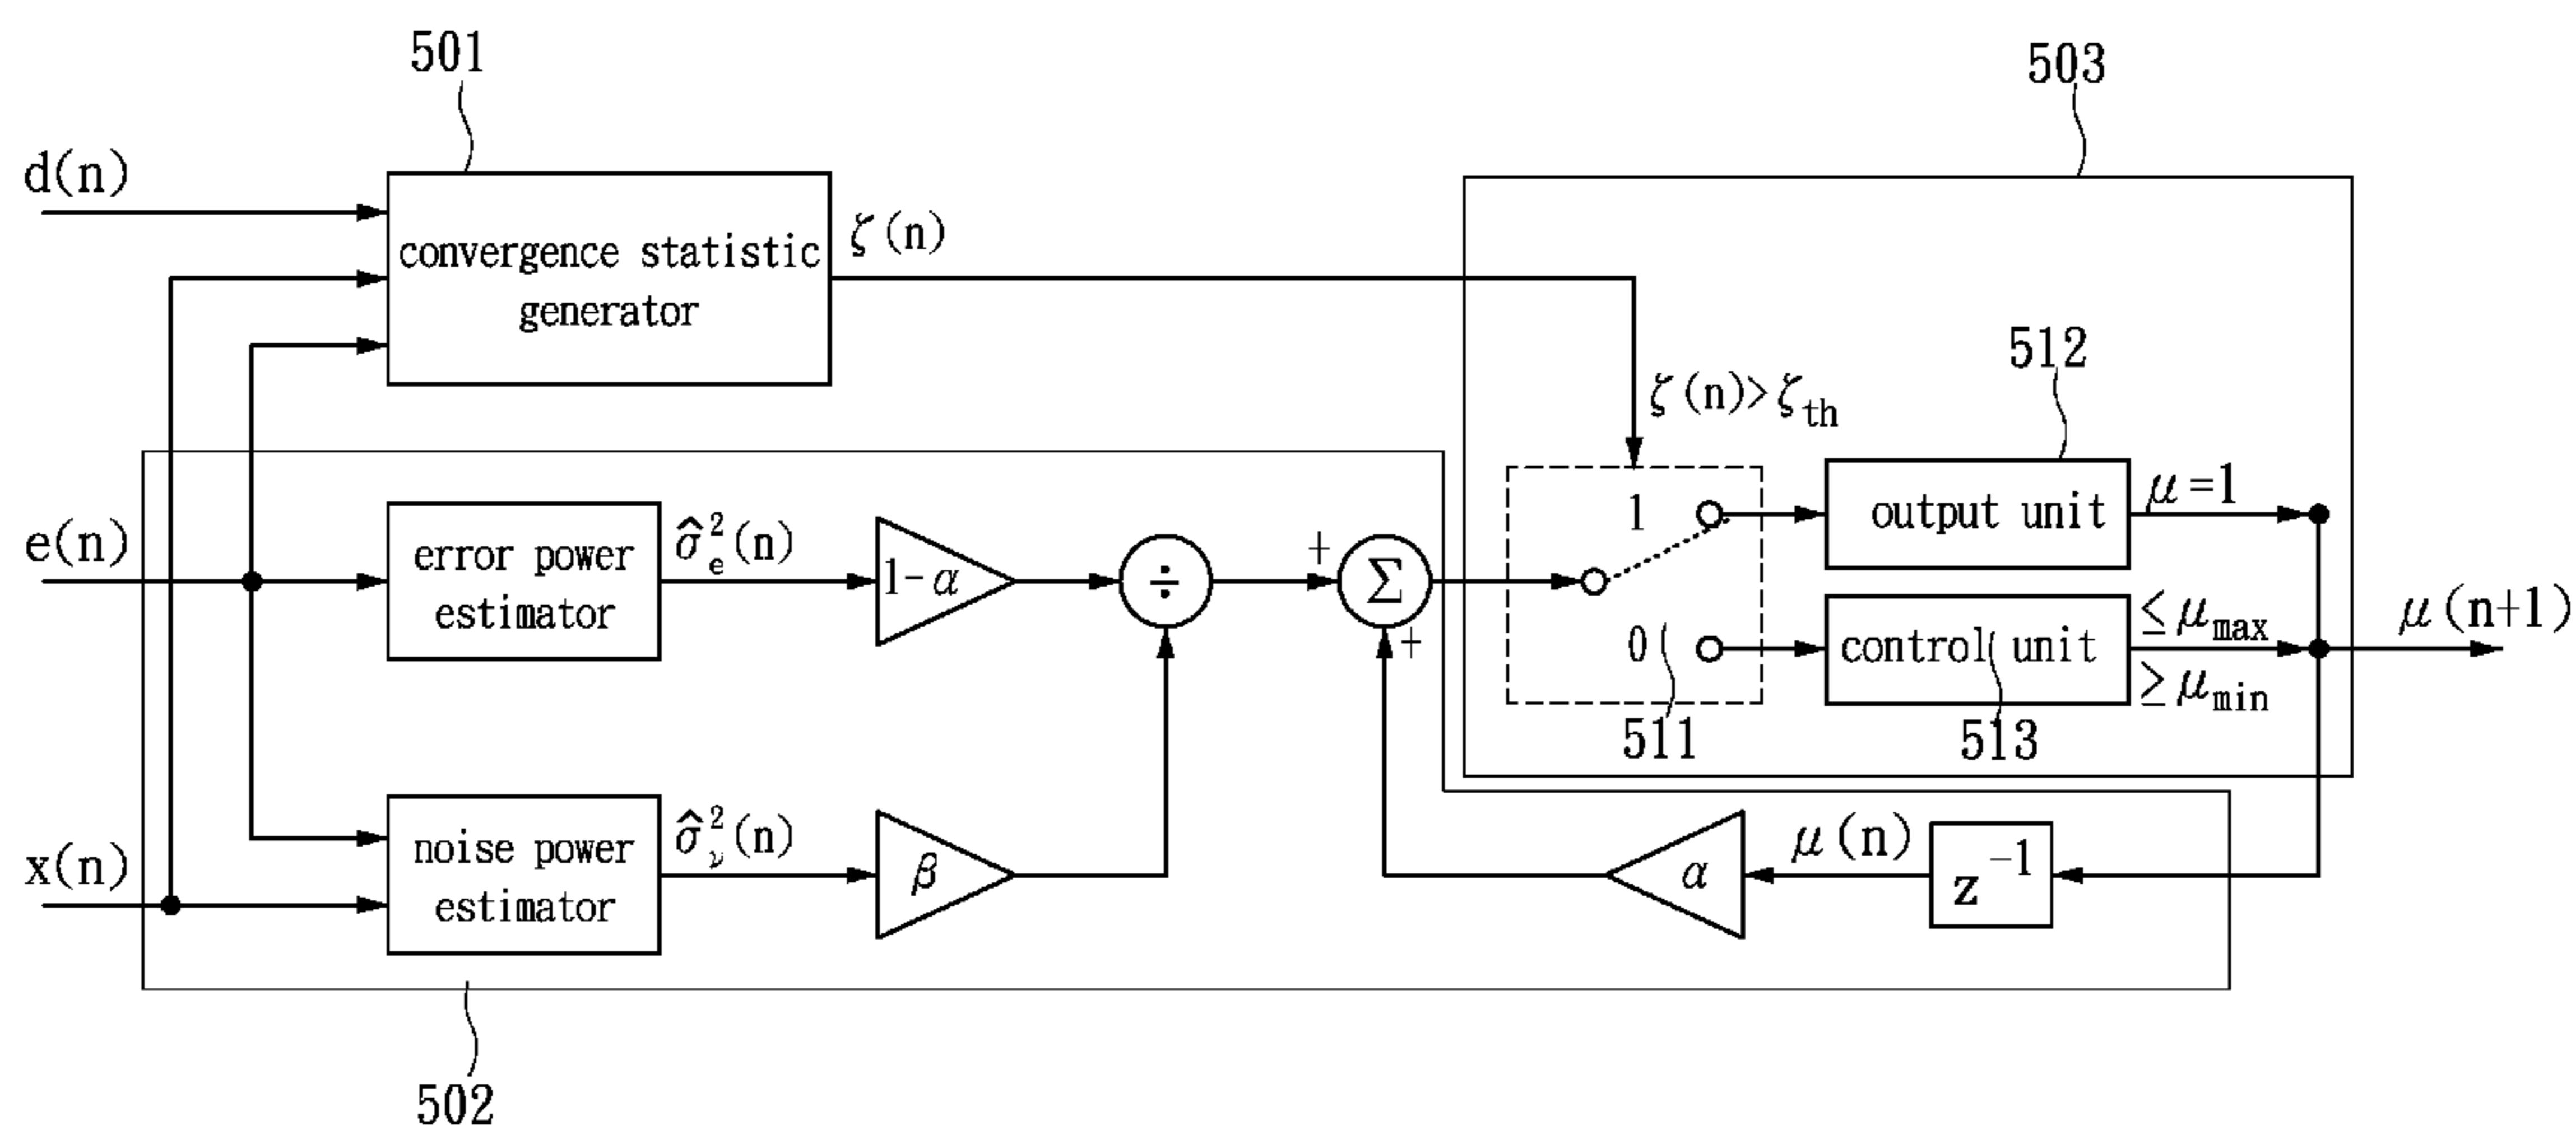 501
503
d(n)
convergence statistic
generator
ζ(n)
512
ζ(n)>ζth
e(n)
error power
estimator
σ̂e²(n)
1-α
÷
+
Σ
+
1
0
511
output unit
μ=1
control unit
≤μmax
≥μmin
513
μ(n+1)
x(n)
noise power
estimator
σ̂ν²(n)
β
α
μ(n)
z⁻¹
502